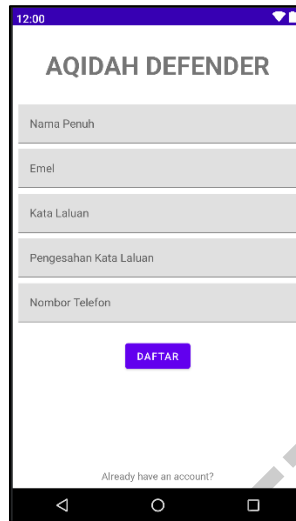 12:00
AQIDAH DEFENDER
Nama Penuh
Emel
Kata Laluan
Pengesahan Kata Laluan
Nombor Telefon
DAFTAR
Already have an account?